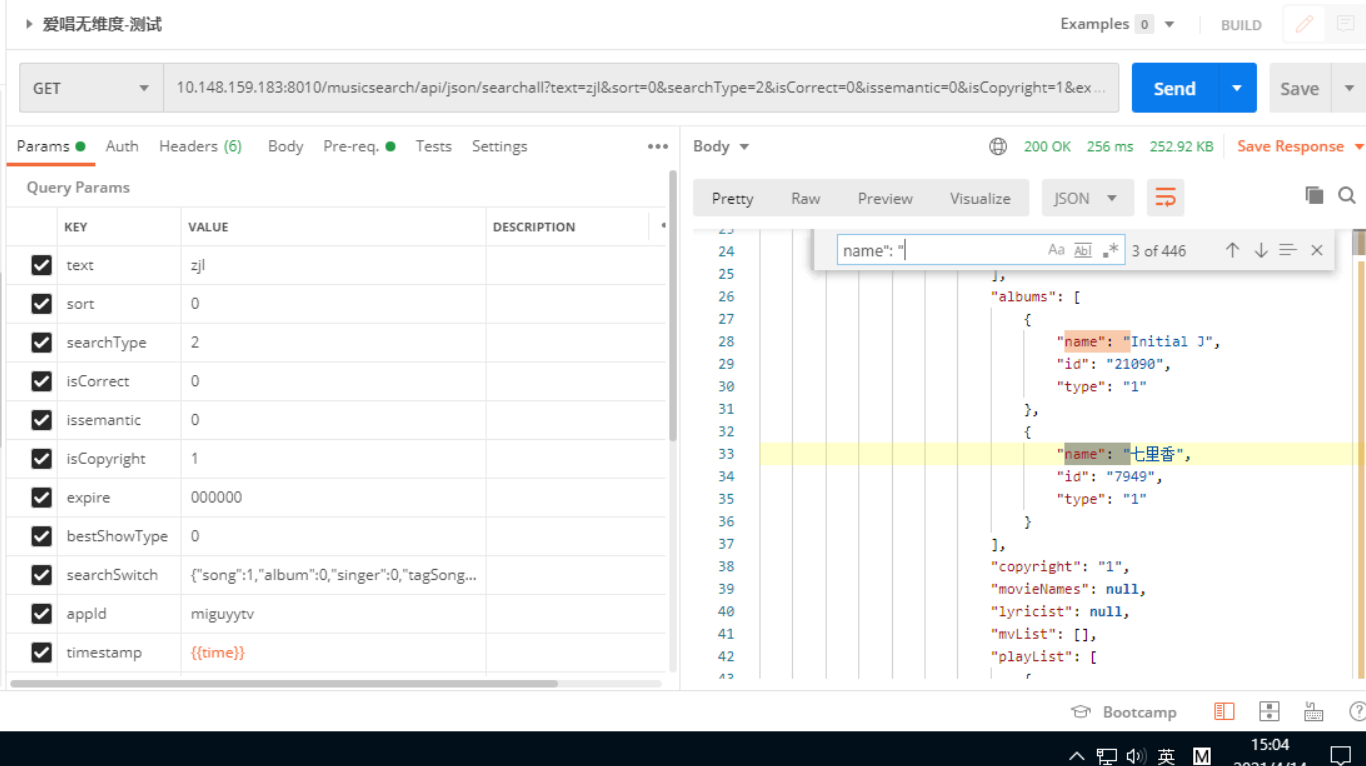 爱唱无维度-测试
Examples 0
BUILD
GET
10.148.159.183:8010/musicsearch/api/json/searchall?text=zjl&sort=0&searchType=2&isCorrect=0&issemantic=0&isCopyright=1&ex...
Send
Save
Params Auth Headers (6) Body Pre-req. Tests Settings
Query Params
KEY VALUE DESCRIPTION
text zjl
sort 0
searchType 2
isCorrect 0
issemantic 0
isCopyright 1
expire 000000
bestShowType 0
searchSwitch {"song":1,"album":0,"singer":0,"tagSong...
appId miguyytv
timestamp {{time}}
Body 200 OK 256 ms 252.92 KB Save Response
Pretty Raw Preview Visualize JSON
name": " Aa Abl .* 3 of 446
23
24
25 ],
26 "albums": [
27 {
28 "name": "Initial J",
29 "id": "21090",
30 "type": "1"
31 },
32 {
33 "name": "七里香",
34 "id": "7949",
35 "type": "1"
36 }
37 ],
38 "copyright": "1",
39 "movieNames": null,
40 "lyricist": null,
41 "mvList": [],
42 "playList": [
43 {
Bootcamp
英 M 15:04
2021/4/14